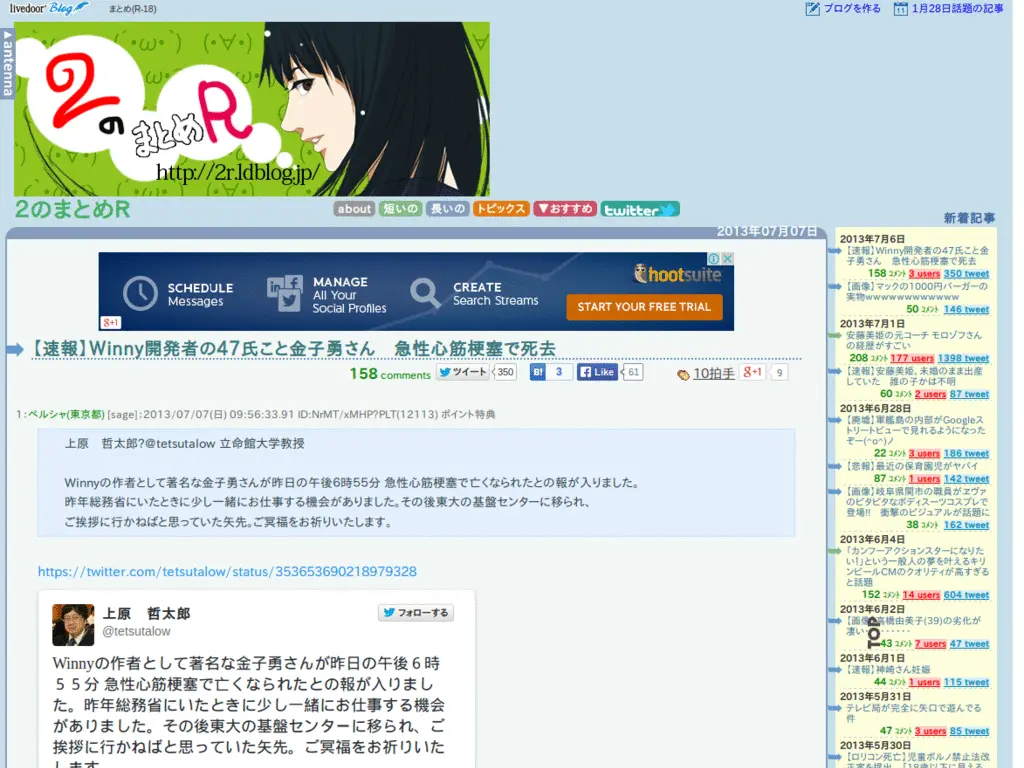 livedoor Blog
まとめ(R-18)
ブログを作る
1月28日話題の記事
▲antenna
2のまとめR
http://2r.ldblog.jp/
2のまとめR
about
短いの
長いの
トピックス
▼おすすめ
twitter
新着記事
2013年07月07日
SCHEDULE
Messages
MANAGE
All Your
Social Profiles
CREATE
Search Streams
hootsuite
START YOUR FREE TRIAL
g+1
【速報】Winny開発者の47氏こと金子勇さん 急性心筋梗塞で死去
158 comments
ツイート 350
B! 3
Like 61
10拍手
g+1 9
1:ペルシャ(東京都) [sage]:2013/07/07(日) 09:56:33.91 ID:NrMT/xMHP?PLT(12113) ポイント特典
上原 哲太郎?@tetsutalow 立命館大学教授
Winnyの作者として著名な金子勇さんが昨日の午後6時55分 急性心筋梗塞で亡くなられたとの報が入りました。
昨年総務省にいたときに少し一緒にお仕事する機会がありました。その後東大の基盤センターに移られ、
ご挨拶に行かねばと思っていた矢先。ご冥福をお祈りいたします。
https://twitter.com/tetsutalow/status/353653690218979328
上原 哲太郎
@tetsutalow
フォローする
Winnyの作者として著名な金子勇さんが昨日の午後６時
５５分 急性心筋梗塞で亡くなられたとの報が入りまし
た。昨年総務省にいたときに少し一緒にお仕事する機会
がありました。その後東大の基盤センターに移られ、ご
挨拶に行かねばと思っていた矢先。ご冥福をお祈りいた
します。
2013年7月6日
【速報】Winny開発者の47氏こと金
子勇さん 急性心筋梗塞で死去
158 コメント 3 users 350 tweet
【画像】マックの1000円バーガーの
実物wwwwwwwwwwww
50 コメント 146 tweet
2013年7月1日
安藤美姫の元コーチ モロゾフさん
の経歴がすごい
208 コメント 177 users 1398 tweet
【速報】安藤美姫、未婚のまま出産
していた 誰の子かは不明
60 コメント 2 users 87 tweet
2013年6月28日
【廃墟】軍艦島の内部がGoogleス
トリートビューで見れるようになった
ぞー(^o^)ノ
22 コメント 3 users 186 tweet
【悲報】最近の保育園児がヤバイ
87 コメント 1 users 142 tweet
【画像】岐阜県関市の職員がヱヴァ
のピタピタなボディスーツコスプレで
登場!! 衝撃のビジュアルが話題に
38 コメント 162 tweet
2013年6月4日
「カンフーアクションスターになりた
い!」という一般人の夢を叶えるキリ
ンビールCMのクオリティが高すぎる
と話題
152 コメント 14 users 604 tweet
2013年6月2日
【画像】高橋由美子(39)の劣化が
凄い・・・・・・・・
43 コメント 7 users 47 tweet
TOP
2013年6月1日
【速報】神崎さん妊娠
44 コメント 1 users 115 tweet
2013年5月31日
テレビ局が完全に矢口で遊んでる
件
47 コメント 3 users 85 tweet
2013年5月30日
【ロリコン死亡】児童ポルノ禁止法改